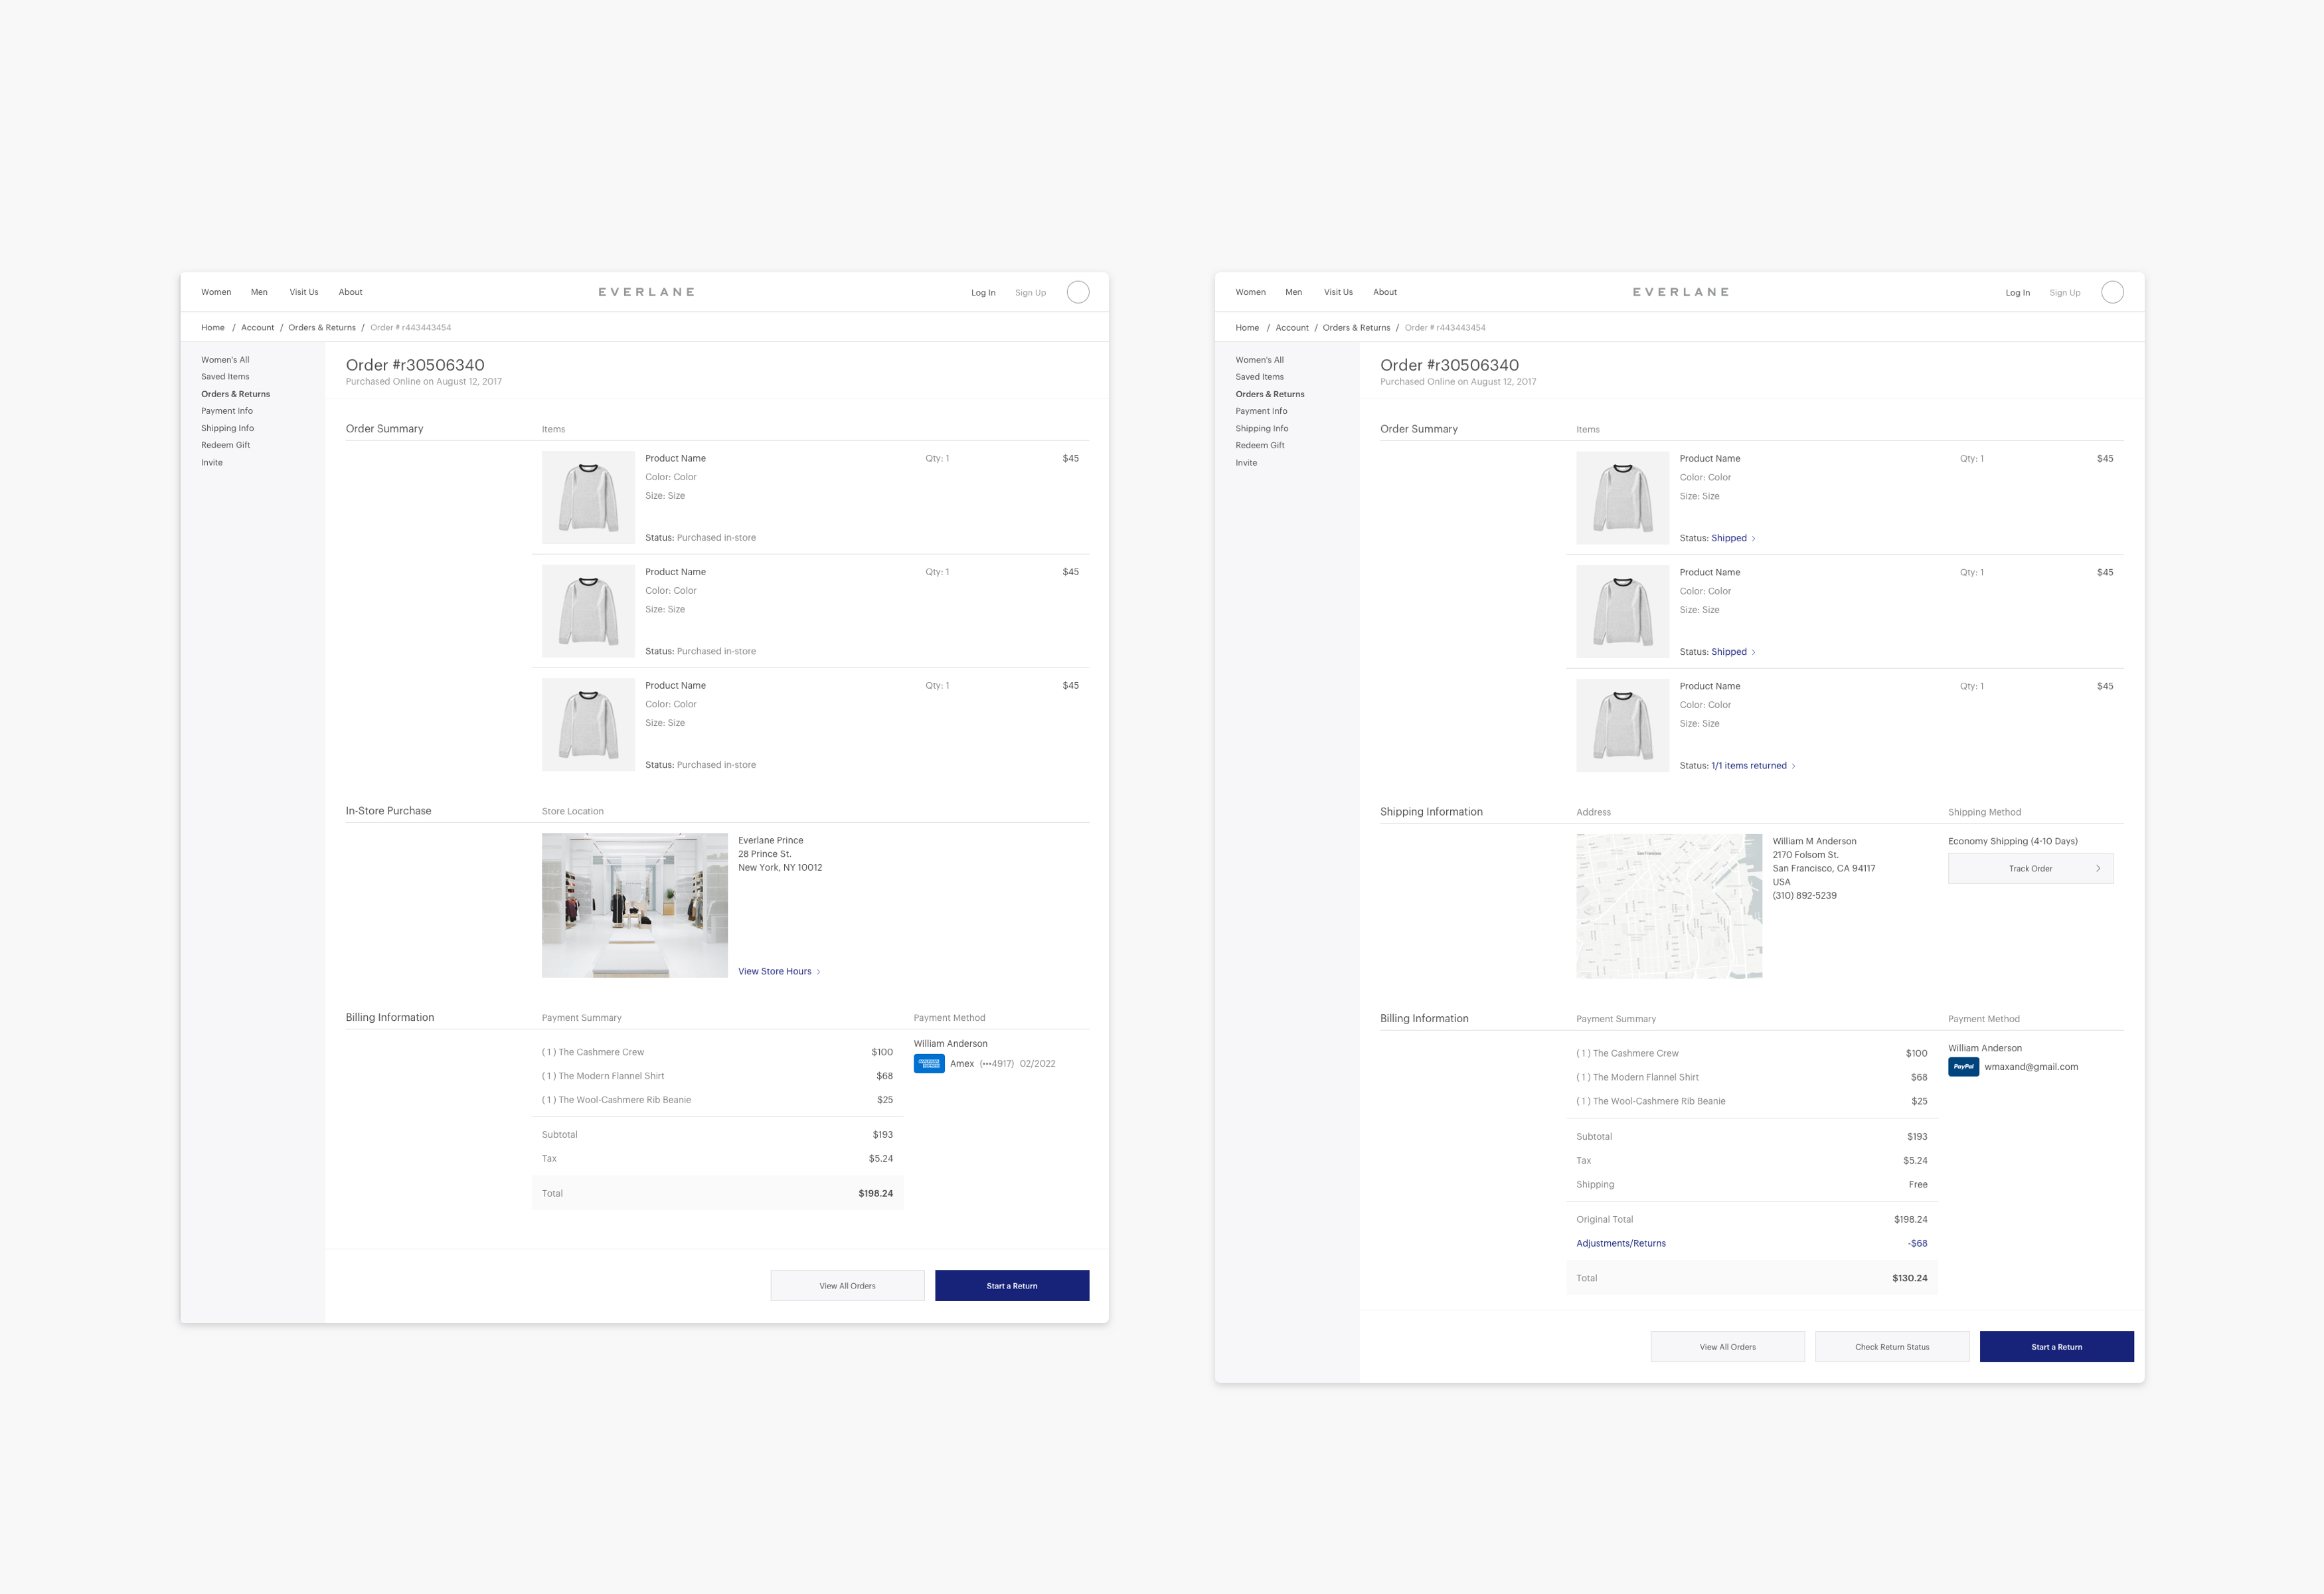 Women Men Visit Us About EVERLANE Log In Sign Up
Home / Account / Orders & Returns / Order # r443443454
Women's All
Saved Items
Orders & Returns
Payment Info
Shipping Info
Redeem Gift
Invite
Order #r30506340
Purchased Online on August 12, 2017
Order Summary Items
Product Name Qty: 1 $45
Color: Color
Size: Size
Status: Purchased in-store
Product Name Qty: 1 $45
Color: Color
Size: Size
Status: Purchased in-store
Product Name Qty: 1 $45
Color: Color
Size: Size
Status: Purchased in-store
In-Store Purchase Store Location
Everlane Prince
28 Prince St.
New York, NY 10012
View Store Hours
Billing Information Payment Summary Payment Method
William Anderson
Amex (•••4917) 02/2022
( 1 ) The Cashmere Crew $100
( 1 ) The Modern Flannel Shirt $68
( 1 ) The Wool-Cashmere Rib Beanie $25
Subtotal $193
Tax $5.24
Total $198.24
View All Orders Start a Return
Women Men Visit Us About EVERLANE Log In Sign Up
Home / Account / Orders & Returns / Order # r443443454
Women's All
Saved Items
Orders & Returns
Payment Info
Shipping Info
Redeem Gift
Invite
Order #r30506340
Purchased Online on August 12, 2017
Order Summary Items
Product Name Qty: 1 $45
Color: Color
Size: Size
Status: Shipped
Product Name Qty: 1 $45
Color: Color
Size: Size
Status: Shipped
Product Name Qty: 1 $45
Color: Color
Size: Size
Status: 1/1 items returned
Shipping Information Address Shipping Method
San Francisco
William M Anderson
2170 Folsom St.
San Francisco, CA 94117
USA
(310) 892-5239
Economy Shipping (4-10 Days)
Track Order
Billing Information Payment Summary Payment Method
William Anderson
PayPal wmaxand@gmail.com
( 1 ) The Cashmere Crew $100
( 1 ) The Modern Flannel Shirt $68
( 1 ) The Wool-Cashmere Rib Beanie $25
Subtotal $193
Tax $5.24
Shipping Free
Original Total $198.24
Adjustments/Returns -$68
Total $130.24
View All Orders Check Return Status Start a Return